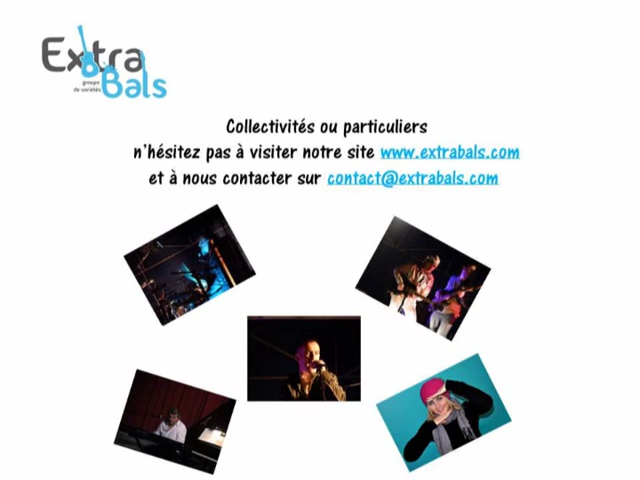 Extra
groupe
de variétés
Bals
Collectivités ou particuliers
n'hésitez pas à visiter notre site www.extrabals.com
et à nous contacter sur contact@extrabals.com